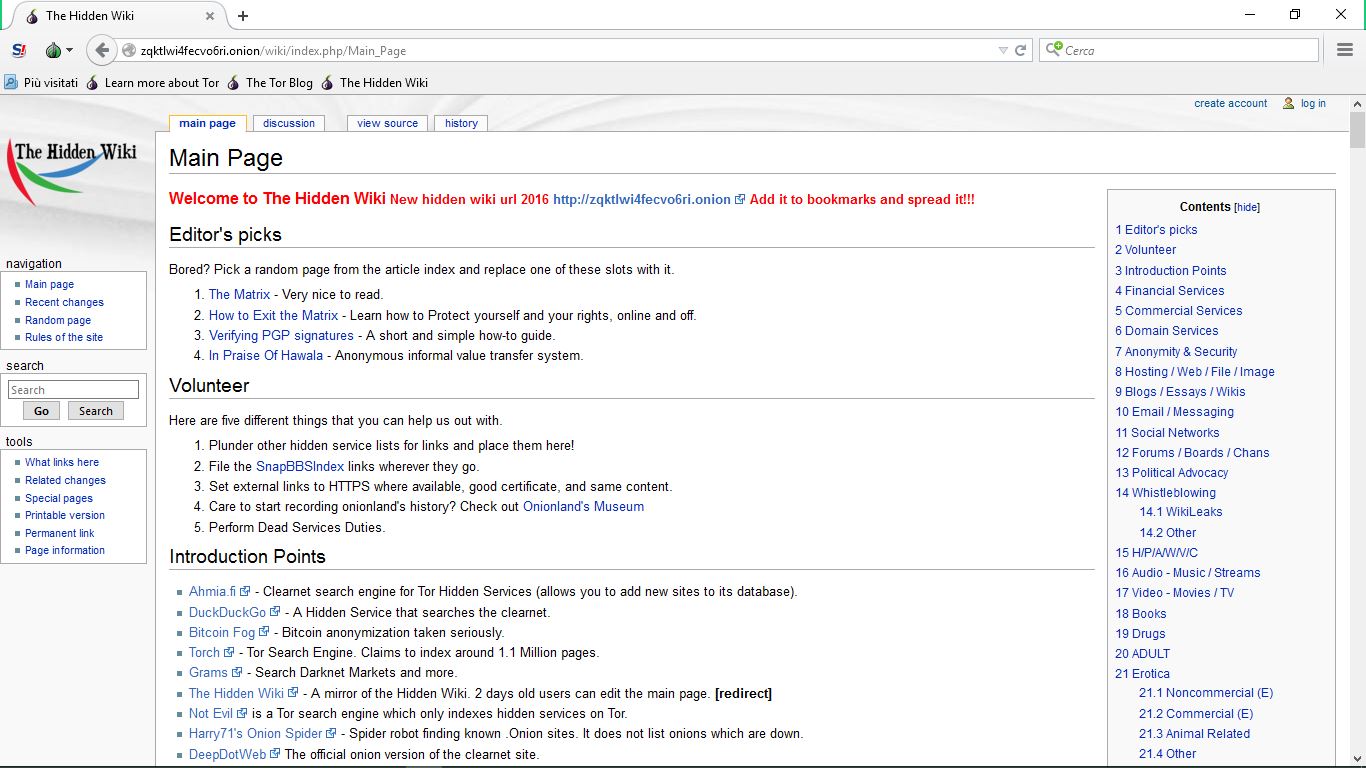 The Hidden Wiki
zqktlwi4fecvo6ri.onion/wiki/index.php/Main_Page
Cerca
Più visitati Learn more about Tor The Tor Blog The Hidden Wiki
create account log in
main page discussion view source history
The Hidden Wiki
navigation
Main page
Recent changes
Random page
Rules of the site
search
Search
Go Search
tools
What links here
Related changes
Special pages
Printable version
Permanent link
Page information
Main Page
Welcome to The Hidden Wiki New hidden wiki url 2016 http://zqktlwi4fecvo6ri.onion Add it to bookmarks and spread it!!!
Editor's picks
Bored? Pick a random page from the article index and replace one of these slots with it.
1. The Matrix - Very nice to read.
2. How to Exit the Matrix - Learn how to Protect yourself and your rights, online and off.
3. Verifying PGP signatures - A short and simple how-to guide.
4. In Praise Of Hawala - Anonymous informal value transfer system.
Volunteer
Here are five different things that you can help us out with.
1. Plunder other hidden service lists for links and place them here!
2. File the SnapBBSIndex links wherever they go.
3. Set external links to HTTPS where available, good certificate, and same content.
4. Care to start recording onionland's history? Check out Onionland's Museum
5. Perform Dead Services Duties.
Introduction Points
Ahmia.fi - Clearnet search engine for Tor Hidden Services (allows you to add new sites to its database).
DuckDuckGo - A Hidden Service that searches the clearnet.
Bitcoin Fog - Bitcoin anonymization taken seriously.
Torch - Tor Search Engine. Claims to index around 1.1 Million pages.
Grams - Search Darknet Markets and more.
The Hidden Wiki - A mirror of the Hidden Wiki. 2 days old users can edit the main page. [redirect]
Not Evil is a Tor search engine which only indexes hidden services on Tor.
Harry71's Onion Spider - Spider robot finding known .Onion sites. It does not list onions which are down.
DeepDotWeb The official onion version of the clearnet site.
Contents [hide]
1 Editor's picks
2 Volunteer
3 Introduction Points
4 Financial Services
5 Commercial Services
6 Domain Services
7 Anonymity & Security
8 Hosting / Web / File / Image
9 Blogs / Essays / Wikis
10 Email / Messaging
11 Social Networks
12 Forums / Boards / Chans
13 Political Advocacy
14 Whistleblowing
14.1 WikiLeaks
14.2 Other
15 H/P/A/W/V/C
16 Audio - Music / Streams
17 Video - Movies / TV
18 Books
19 Drugs
20 ADULT
21 Erotica
21.1 Noncommercial (E)
21.2 Commercial (E)
21.3 Animal Related
21.4 Other